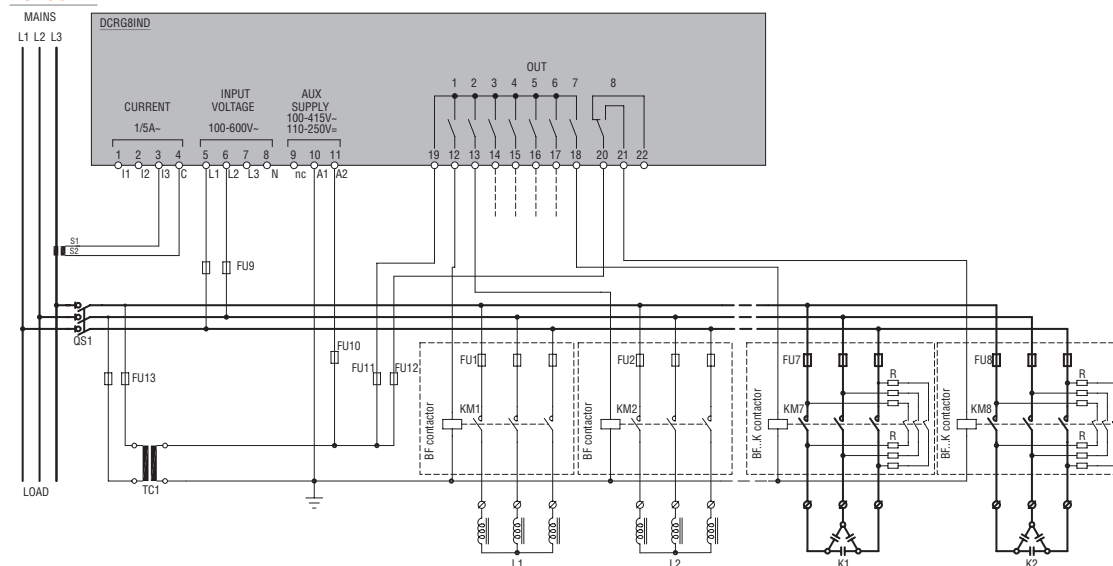 MAINS
L1 L2 L3
DCRG8IND
CURRENT
1/5A~
INPUT
VOLTAGE
100-600V~
AUX
SUPPLY
100-415V~
110-250V=
OUT
1 2 3 4 5 6 7 8
1 2 3 4 5 6 7 8 9 10 11 19 12 13 14 15 16 17 18 20 21 22
I1 I2 I3 C L1 L2 L3 N nc A1 A2
S1
S2
FU9
QS1
FU10
FU13 FU11 FU12 FU1 FU2 FU7 FU8
R R
BF contactor KM1 BF contactor KM2 BF...K contactor KM7 BF...K contactor KM8
R R
LOAD
TC1
L1 L2 K1 K2